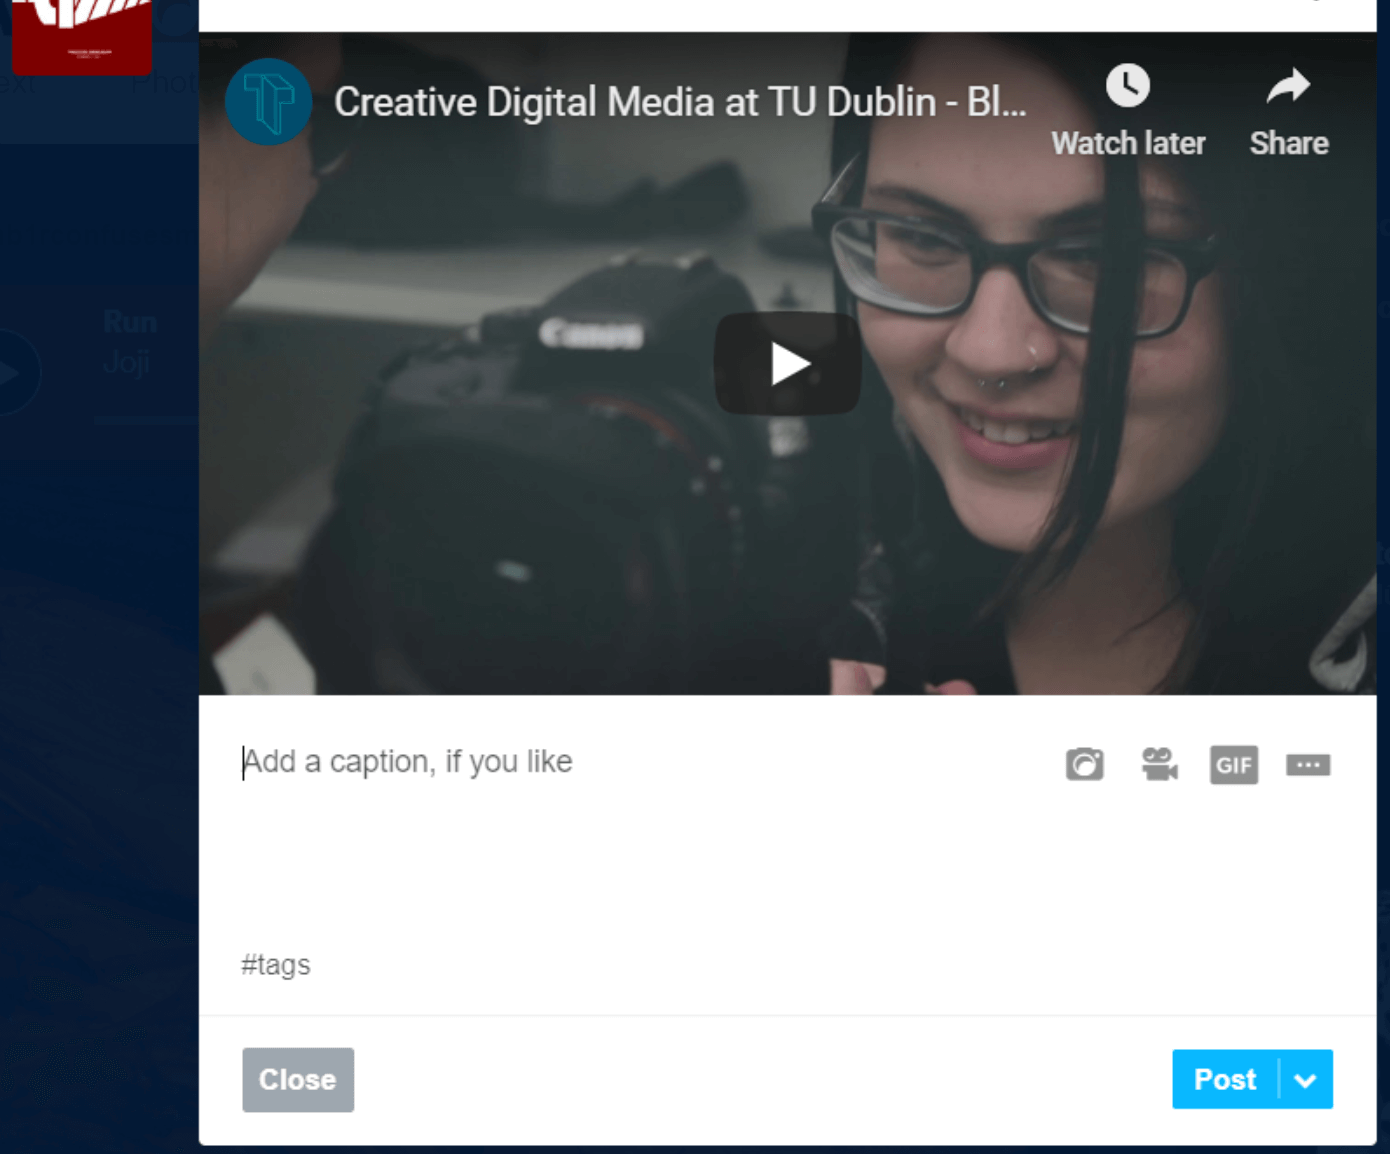 ext
Phot
Creative Digital Media at TU Dublin - Bl...
Watch later
Share
Canon
Run
Joji
Add a caption, if you like
GIF
#tags
Close
Post